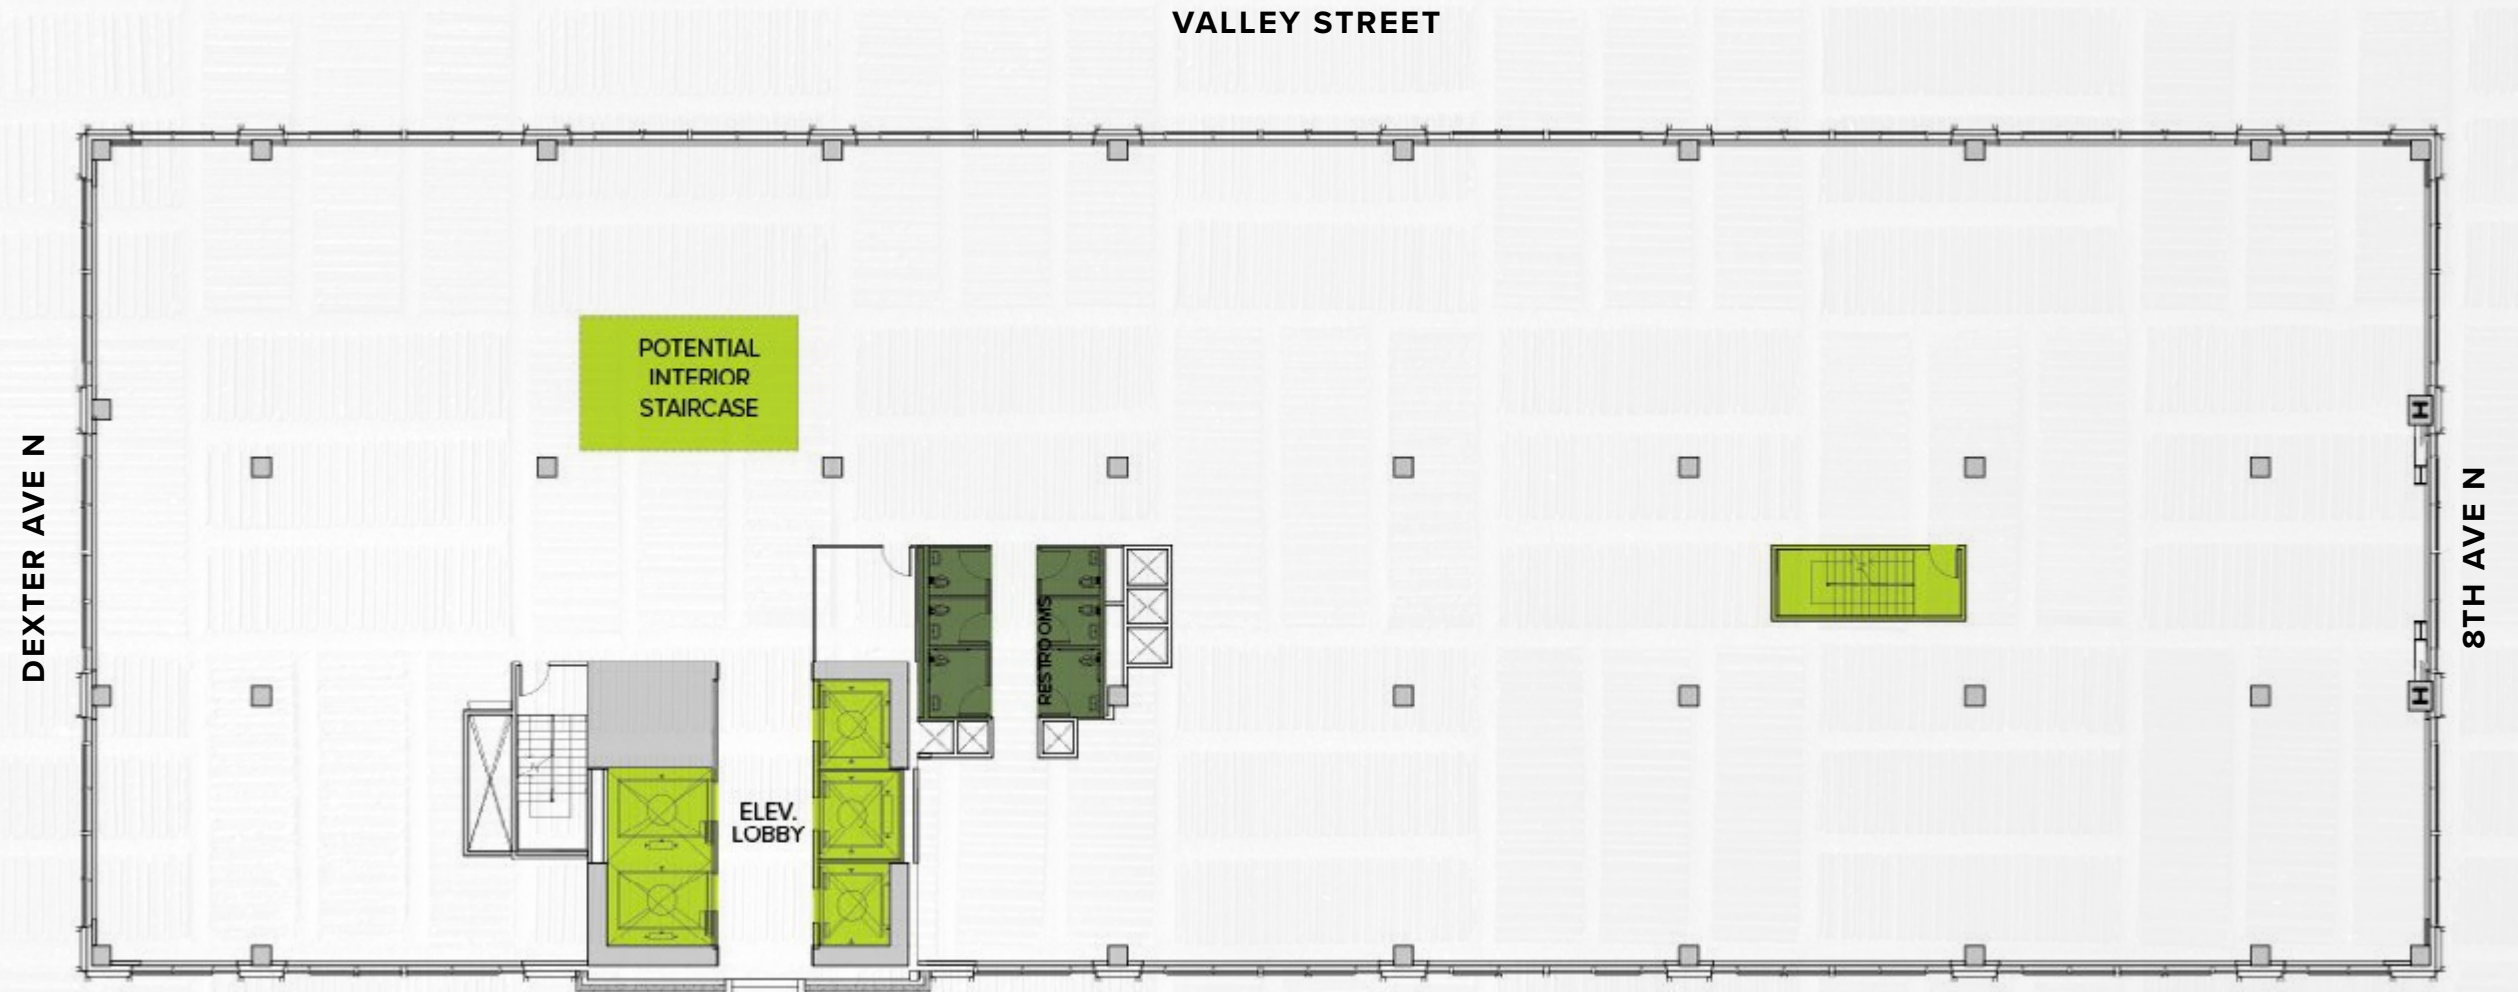 VALLEY STREET
POTENTIAL
INTERIOR
STAIRCASE
DEXTER AVE N
8TH AVE N
H
RESTROOMS
H
ELEV.
LOBBY